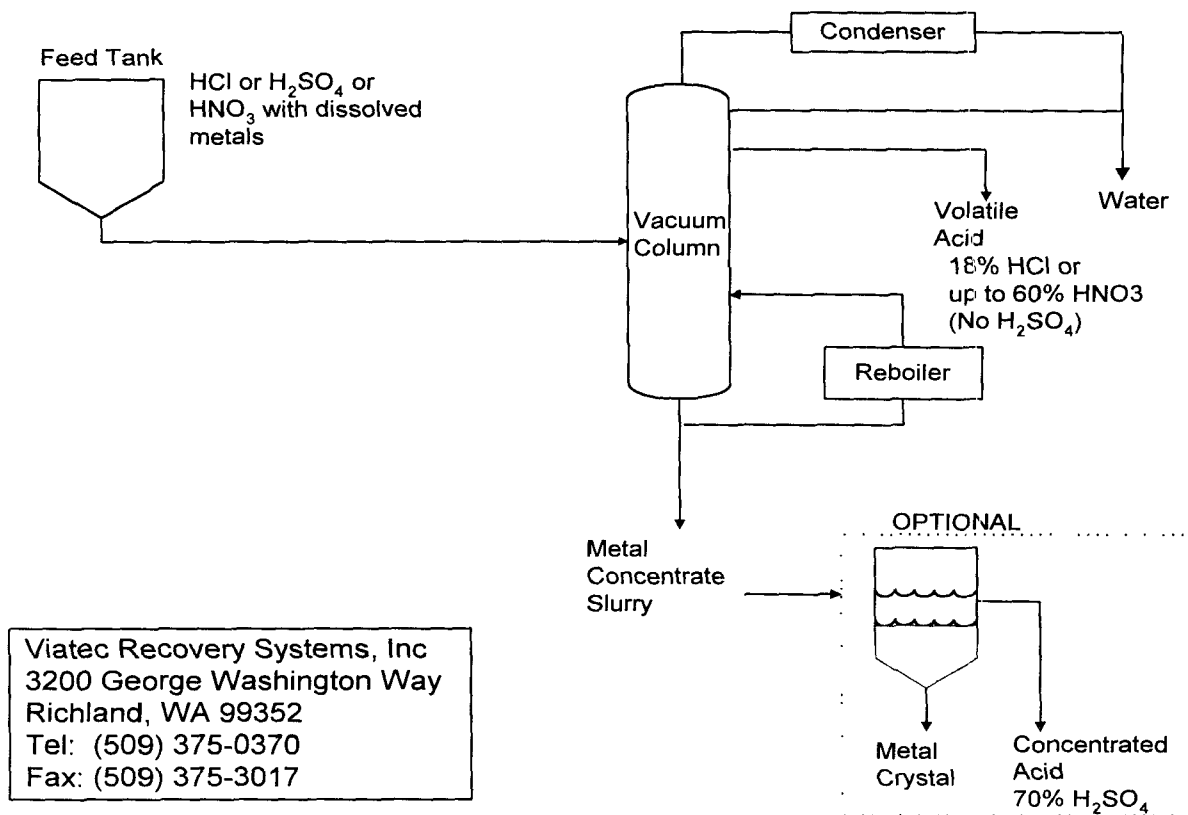 Feed Tank
HCl or H₂SO₄ or
HNO₃ with dissolved
metals
Condenser
Vacuum
Column
Water
Volatile
Acid
18% HCl or
up to 60% HNO3
(No H₂SO₄)
Reboiler
Metal
Concentrate
Slurry
OPTIONAL
Metal
Crystal
Concentrated
Acid
70% H₂SO₄
Viatec Recovery Systems, Inc
3200 George Washington Way
Richland, WA 99352
Tel: (509) 375-0370
Fax: (509) 375-3017